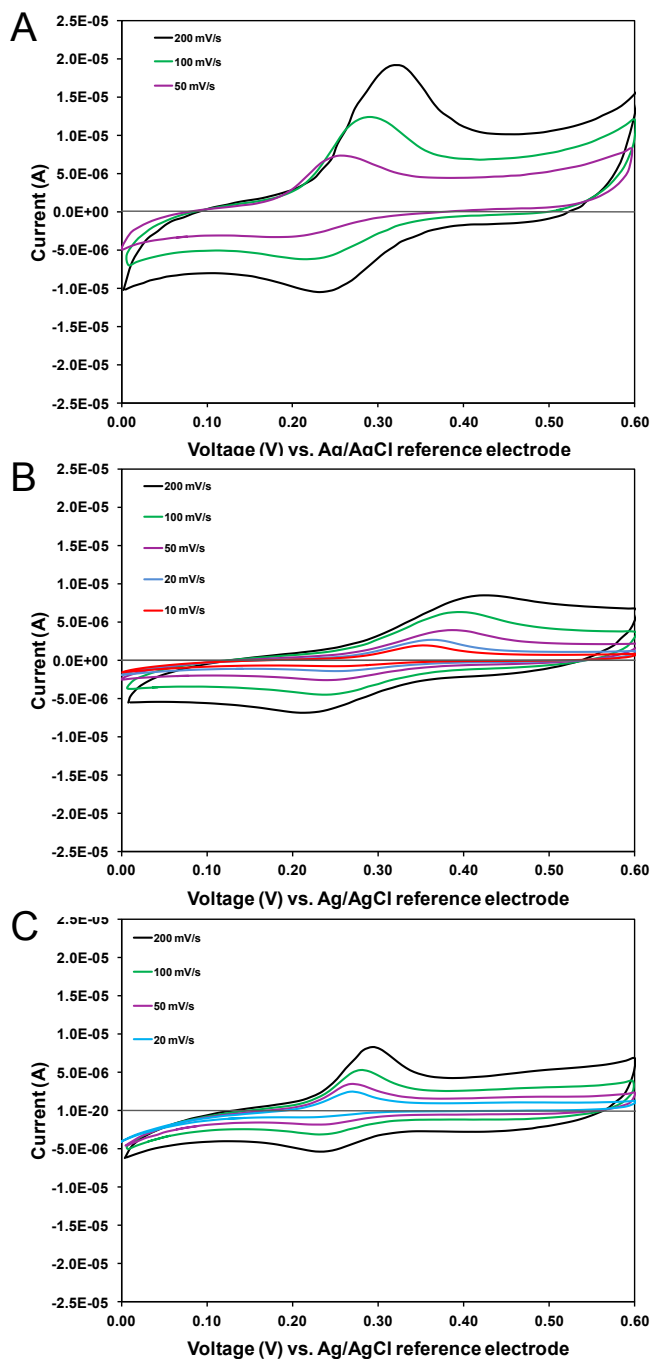 A
2.5E-05
2.0E-05
1.5E-05
1.0E-05
5.0E-06
0.0E+00
-5.0E-06
-1.0E-05
-1.5E-05
-2.0E-05
-2.5E-05
Current (A)
200 mV/s
100 mV/s
50 mV/s
0.00 0.10 0.20 0.30 0.40 0.50 0.60
Voltage (V) vs. Ag/AgCl reference electrode
B
2.5E-05
2.0E-05
1.5E-05
1.0E-05
5.0E-06
0.0E+00
-5.0E-06
-1.0E-05
-1.5E-05
-2.0E-05
-2.5E-05
Current (A)
200 mV/s
100 mV/s
50 mV/s
20 mV/s
10 mV/s
0.00 0.10 0.20 0.30 0.40 0.50 0.60
Voltage (V) vs. Ag/AgCl reference electrode
C
2.5E-05
2.0E-05
1.5E-05
1.0E-05
5.0E-06
1.0E-20
-5.0E-06
-1.0E-05
-1.5E-05
-2.0E-05
-2.5E-05
Current (A)
200 mV/s
100 mV/s
50 mV/s
20 mV/s
0.00 0.10 0.20 0.30 0.40 0.50 0.60
Voltage (V) vs. Ag/AgCl reference electrode